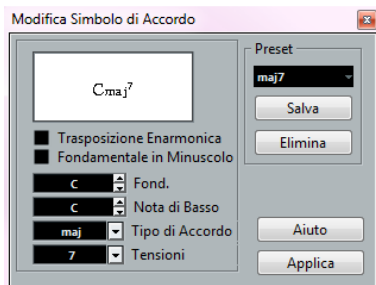 Modifica Simbolo di Accordo
Cmaj7
Trasposizione Enarmonica
Fondamentale in Minuscolo
C Fond.
C Nota di Basso
maj Tipo di Accordo
7 Tensioni
Preset
maj7
Salva
Elimina
Aiuto
Applica